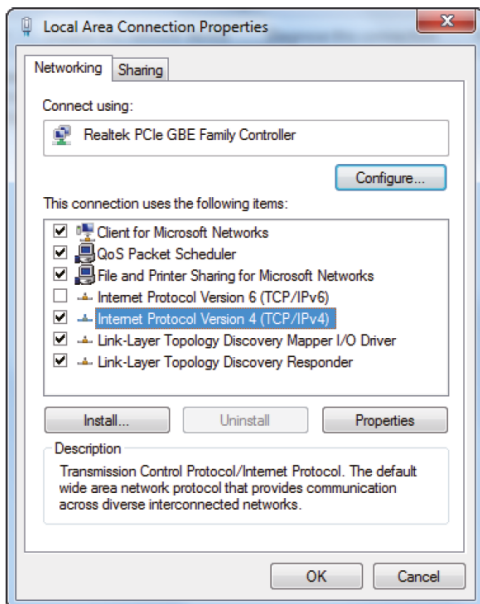 Local Area Connection Properties
Networking
Sharing
Connect using:
Realtek PCIe GBE Family Controller
Configure...
This connection uses the following items:
Client for Microsoft Networks
QoS Packet Scheduler
File and Printer Sharing for Microsoft Networks
Internet Protocol Version 6 (TCP/IPv6)
Internet Protocol Version 4 (TCP/IPv4)
Link-Layer Topology Discovery Mapper I/O Driver
Link-Layer Topology Discovery Responder
Install...
Uninstall
Properties
Description
Transmission Control Protocol/Internet Protocol. The default
wide area network protocol that provides communication
across diverse interconnected networks.
OK
Cancel